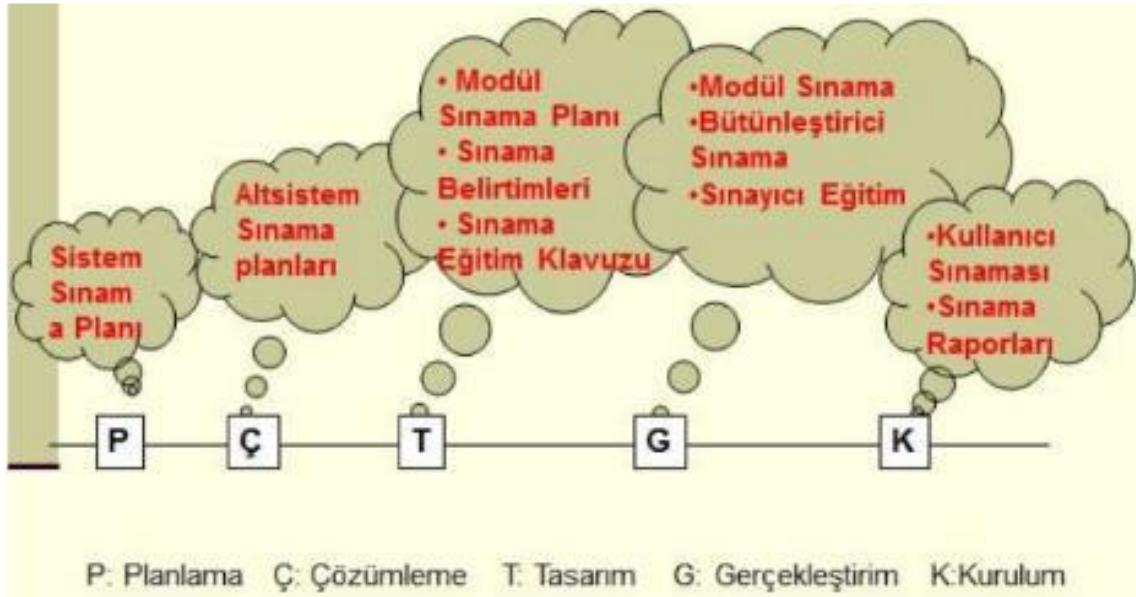 Sistem
Sınam
a Planı
Altsistem
Sınama
planları
• Modül
Sınama Planı
• Sınama
Belirtimleri
• Sınama
Eğitim Klavuzu
•Modül Sınama
•Bütünleştirici
Sınama
•Sınayıcı Eğitim
•Kullanıcı
Sınaması
•Sınama
Raporları
P
Ç
T
G
K
P: Planlama Ç: Çözümleme T: Tasarım G: Gerçekleştirim K:Kurulum